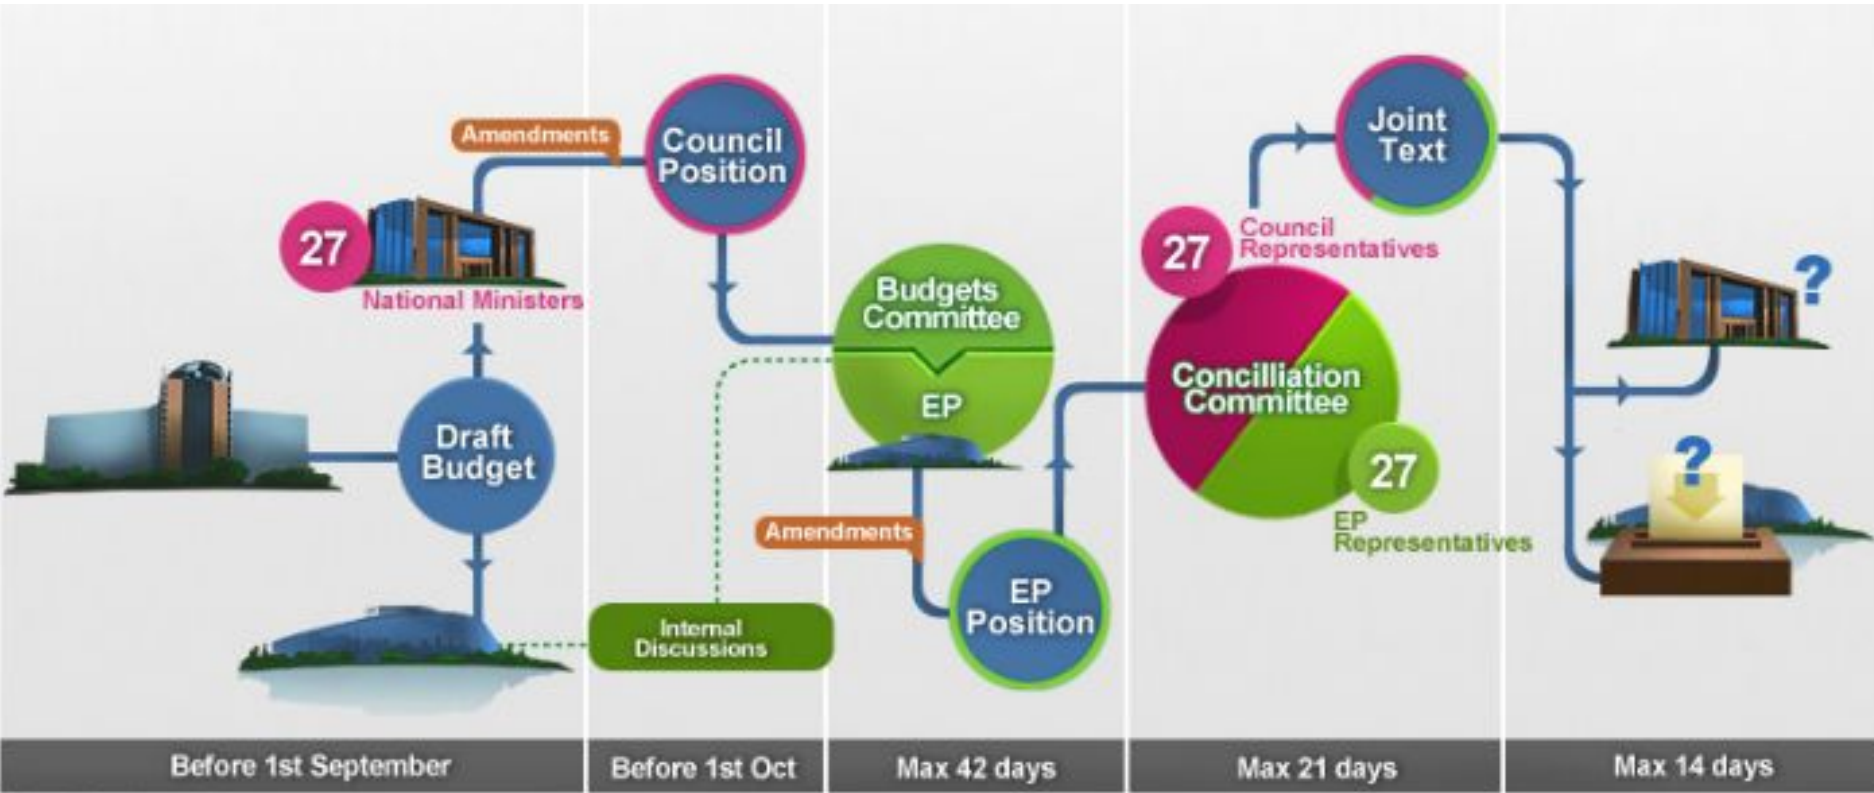 Amendments
Council
Position
27
National Ministers
Draft
Budget
Internal
Discussions
Budgets
Committee
EP
Amendments
EP
Position
Joint
Text
27
Council
Representatives
Concilliation
Committee
27
EP
Representatives
?
?
Before 1st September
Before 1st Oct
Max 42 days
Max 21 days
Max 14 days